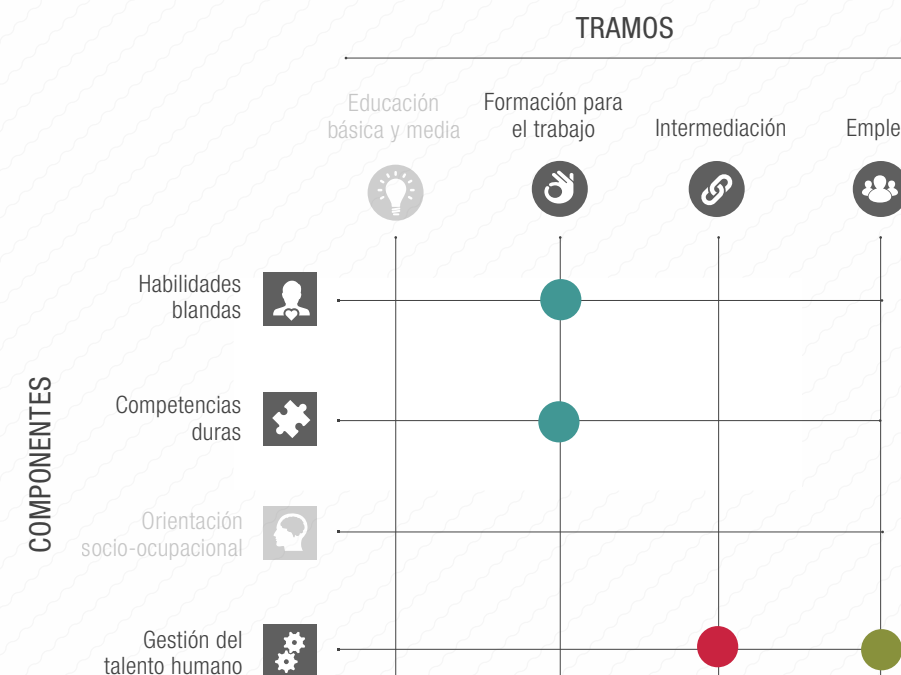 TRAMOS
Educación
básica y media
Formación para
el trabajo
Intermediación
Emple
Habilidades
blandas
Competencias
duras
COMPONENTES
Orientación
socio-ocupacional
Gestión del
talento humano